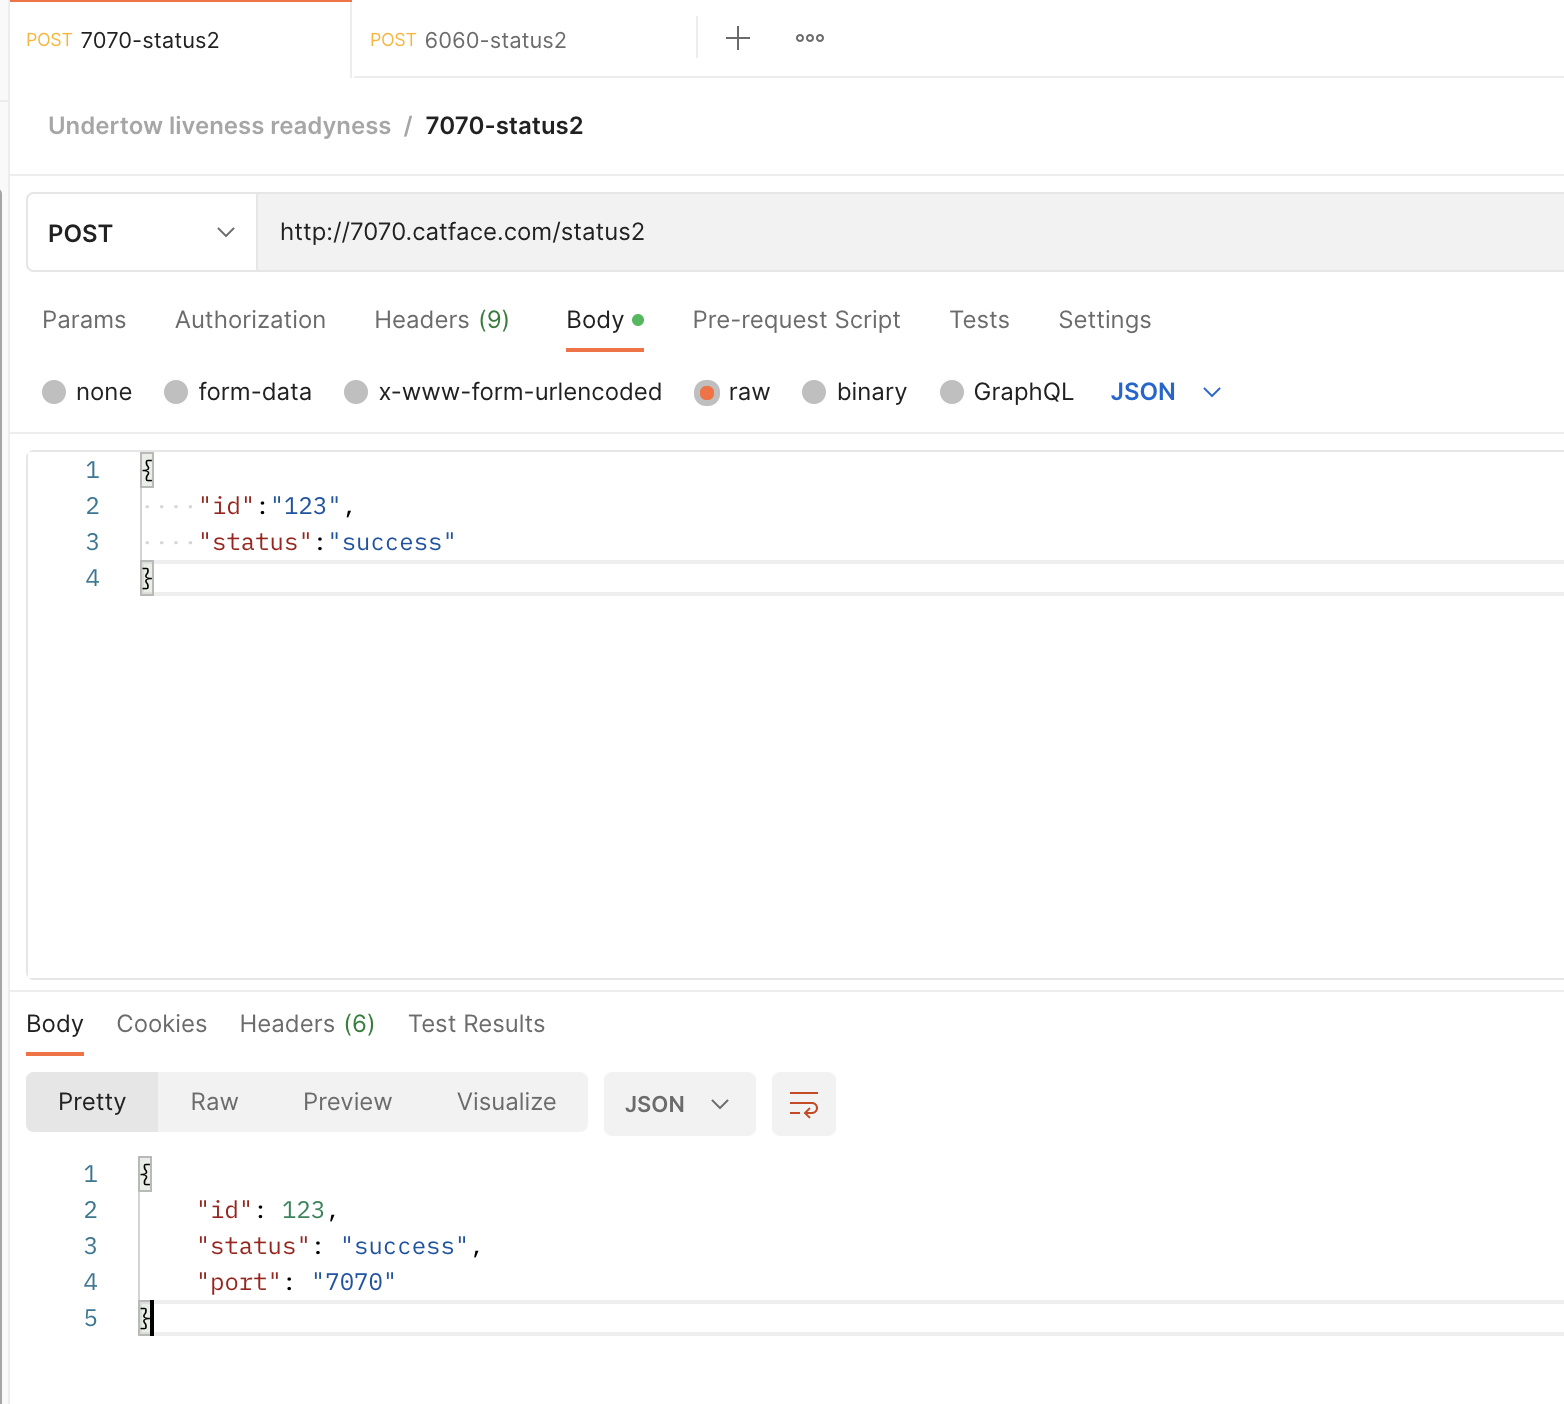 POST 7070-status2 POST 6060-status2
Undertow liveness readyness / 7070-status2
POST http://7070.catface.com/status2
Params Authorization Headers (9) Body Pre-request Script Tests Settings
none form-data x-www-form-urlencoded raw binary GraphQL JSON
1 {
2 "id":"123",
3 "status":"success"
4 }
Body Cookies Headers (6) Test Results
Pretty Raw Preview Visualize JSON
1 {
2 "id": 123,
3 "status": "success",
4 "port": "7070"
5 }